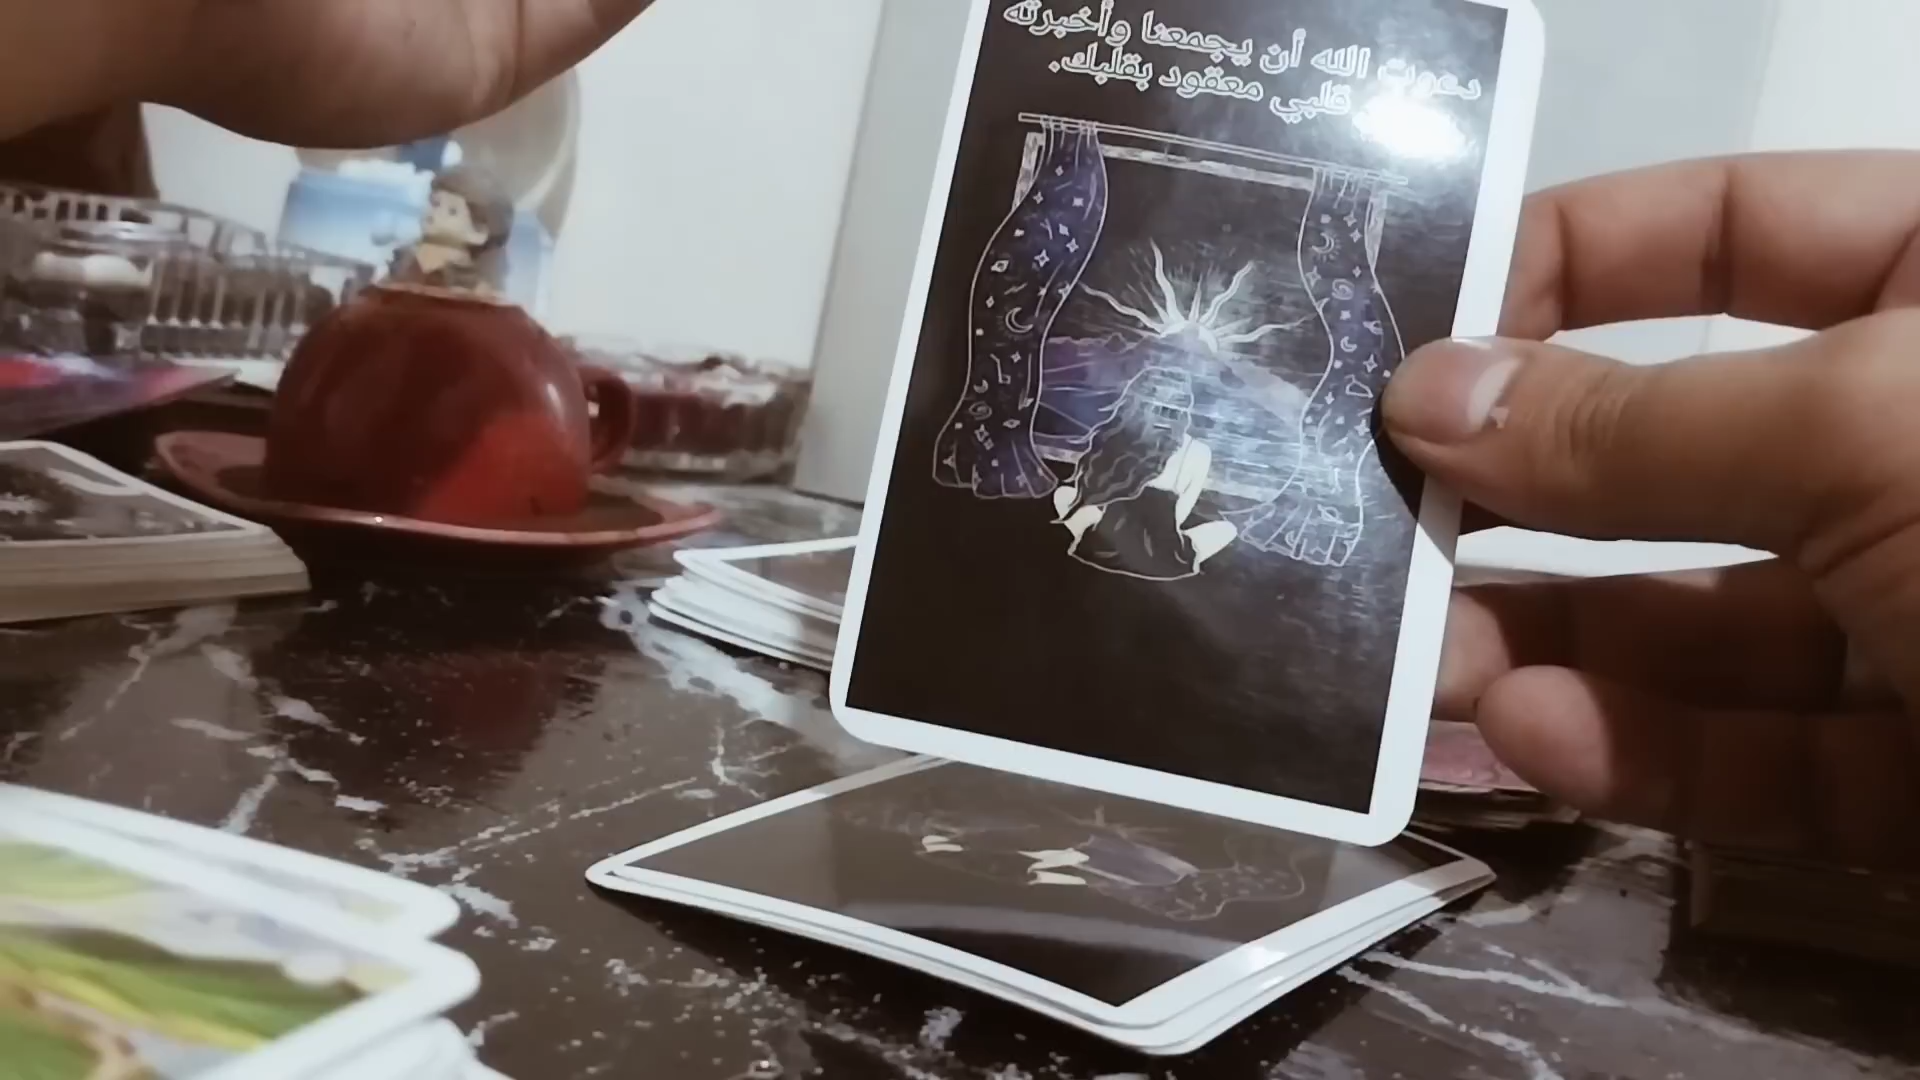 دعوت الله أن يجمعنا وأخبرته
قلبي معقود بقلبك.